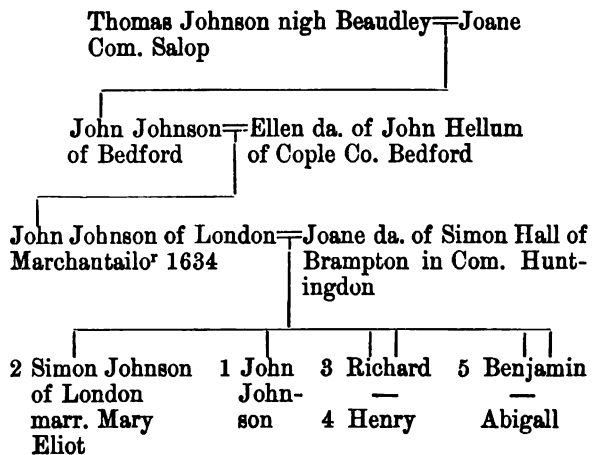 Thomas Johnson nigh Beaudley=Joane
Com. Salop
John Johnson=Ellen da. of John Hellum
of Bedford of Cople Co. Bedford
John Johnson of London=Joane da. of Simon Hall of
Marchantailoʳ 1634 Brampton in Com. Hunt-
ingdon
2 Simon Johnson
of London
marr. Mary
Eliot
1 John
John-
son
3 Richard
—
4 Henry
5 Benjamin
—
Abigall